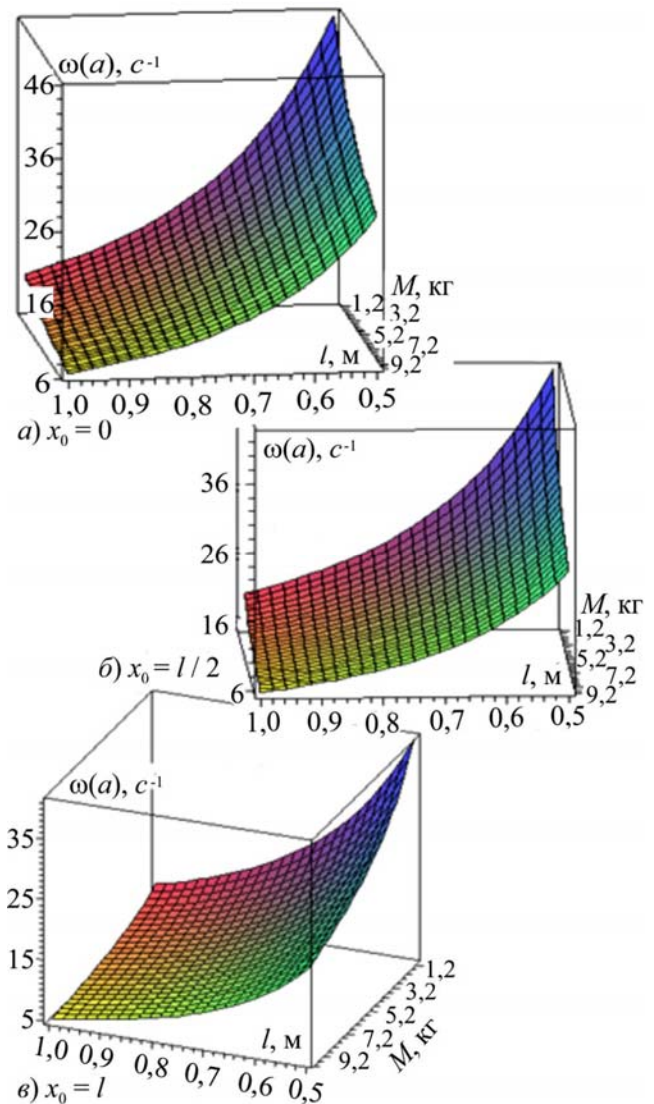 ω(a), c⁻¹
46
36
26
16
6
1,0 0,9 0,8 0,7 0,6 0,5
l, м
M, кг
1,2
3,2
5,2
7,2
9,2
а) x₀ = 0
ω(a), c⁻¹
36
26
16
6
1,0 0,9 0,8 0,7 0,6 0,5
l, м
M, кг
1,2
3,2
5,2
7,2
9,2
б) x₀ = l / 2
ω(a), c⁻¹
35
25
15
5
1,0 0,9 0,8 0,7 0,6 0,5
l, м
M, кг
1,2
3,2
5,2
7,2
9,2
в) x₀ = l